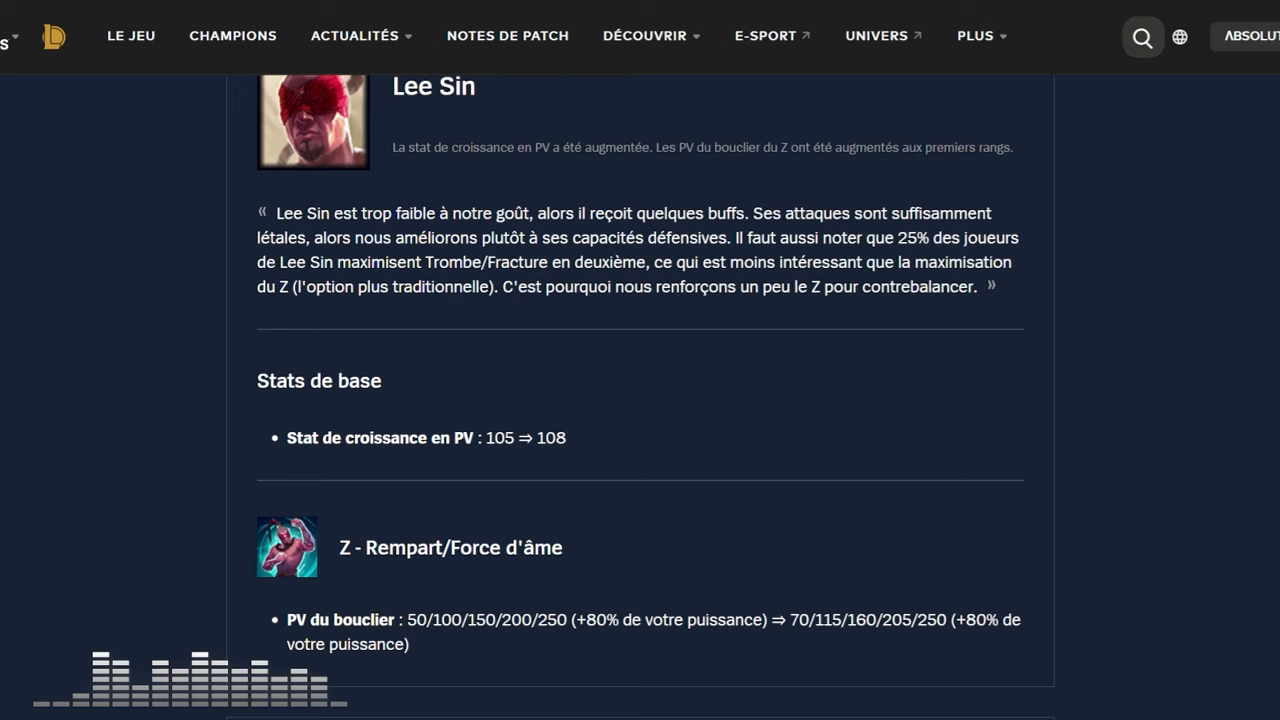 S
LE JEU CHAMPIONS ACTUALITÉS NOTES DE PATCH DÉCOUVRIR E-SPORT UNIVERS PLUS ABSOLUT
Lee Sin
La stat de croissance en PV a été augmentée. Les PV du bouclier du Z ont été augmentés aux premiers rangs.
« Lee Sin est trop faible à notre goût, alors il reçoit quelques buffs. Ses attaques sont suffisamment
létales, alors nous améliorons plutôt à ses capacités défensives. Il faut aussi noter que 25% des joueurs
de Lee Sin maximisent Trombe/Fracture en deuxième, ce qui est moins intéressant que la maximisation
du Z (l'option plus traditionnelle). C'est pourquoi nous renforçons un peu le Z pour contrebalancer. »
Stats de base
• Stat de croissance en PV : 105 ⇒ 108
Z - Rempart/Force d'âme
• PV du bouclier : 50/100/150/200/250 (+80% de votre puissance) ⇒ 70/115/160/205/250 (+80% de
votre puissance)